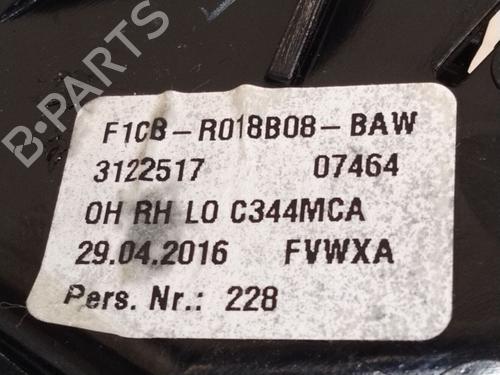 B-PARTS
F1CB-R018B08-BAW
3122517 07464
OH RH LO C344MCA
29.04.2016 FVWXA
Pers. Nr.: 228